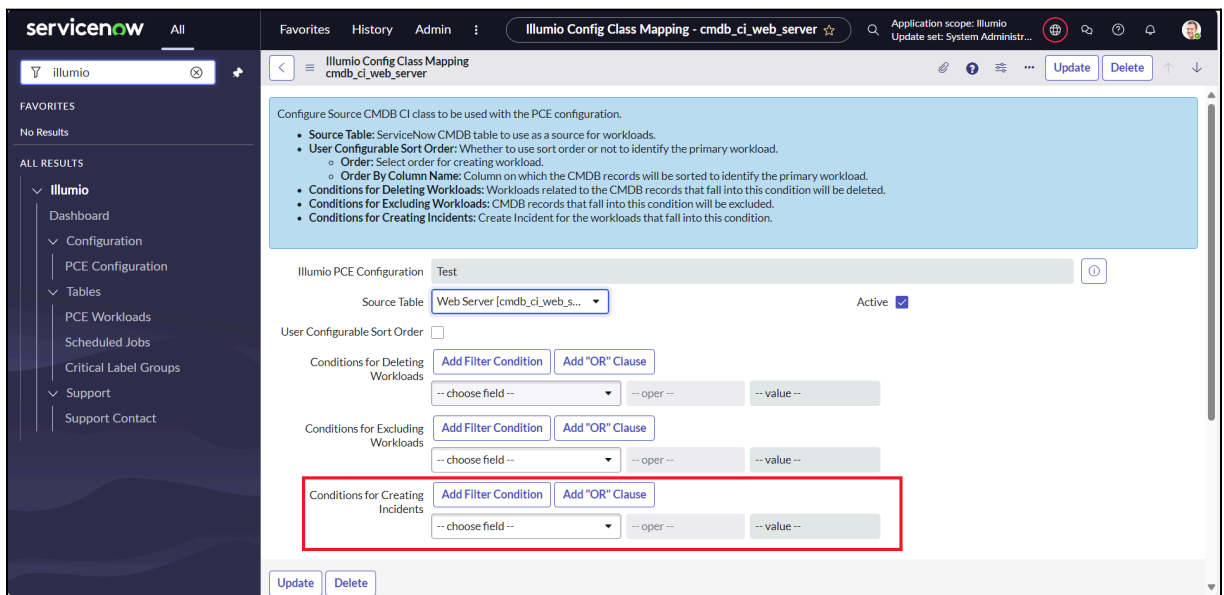 servicenow
All
Favorites
History
Admin
Illumio Config Class Mapping - cmdb_ci_web_server
Application scope: Illumio
Update set: System Administr...
illumio
Illumio Config Class Mapping
cmdb_ci_web_server
Update
Delete
FAVORITES
No Results
ALL RESULTS
Illumio
Dashboard
Configuration
PCE Configuration
Tables
PCE Workloads
Scheduled Jobs
Critical Label Groups
Support
Support Contact
Configure Source CMDB CI class to be used with the PCE configuration.
• Source Table: ServiceNow CMDB table to use as a source for workloads.
• User Configurable Sort Order: Whether to use sort order or not to identify the primary workload.
Order: Select order for creating workload.
Order By Column Name: Column on which the CMDB records will be sorted to identify the primary workload.
• Conditions for Deleting Workloads: Workloads related to the CMDB records that fall into this condition will be deleted.
• Conditions for Excluding Workloads: CMDB records that fall into this condition will be excluded.
• Conditions for Creating Incidents: Create Incident for the workloads that fall into this condition.
Illumio PCE Configuration
Test
Source Table
Web Server [cmdb_ci_web_s...
Active
User Configurable Sort Order
Conditions for Deleting
Workloads
Add Filter Condition
Add "OR" Clause
-- choose field --
-- oper --
-- value --
Conditions for Excluding
Workloads
Add Filter Condition
Add "OR" Clause
-- choose field --
-- oper --
-- value --
Conditions for Creating
Incidents
Add Filter Condition
Add "OR" Clause
-- choose field --
-- oper --
-- value --
Update
Delete